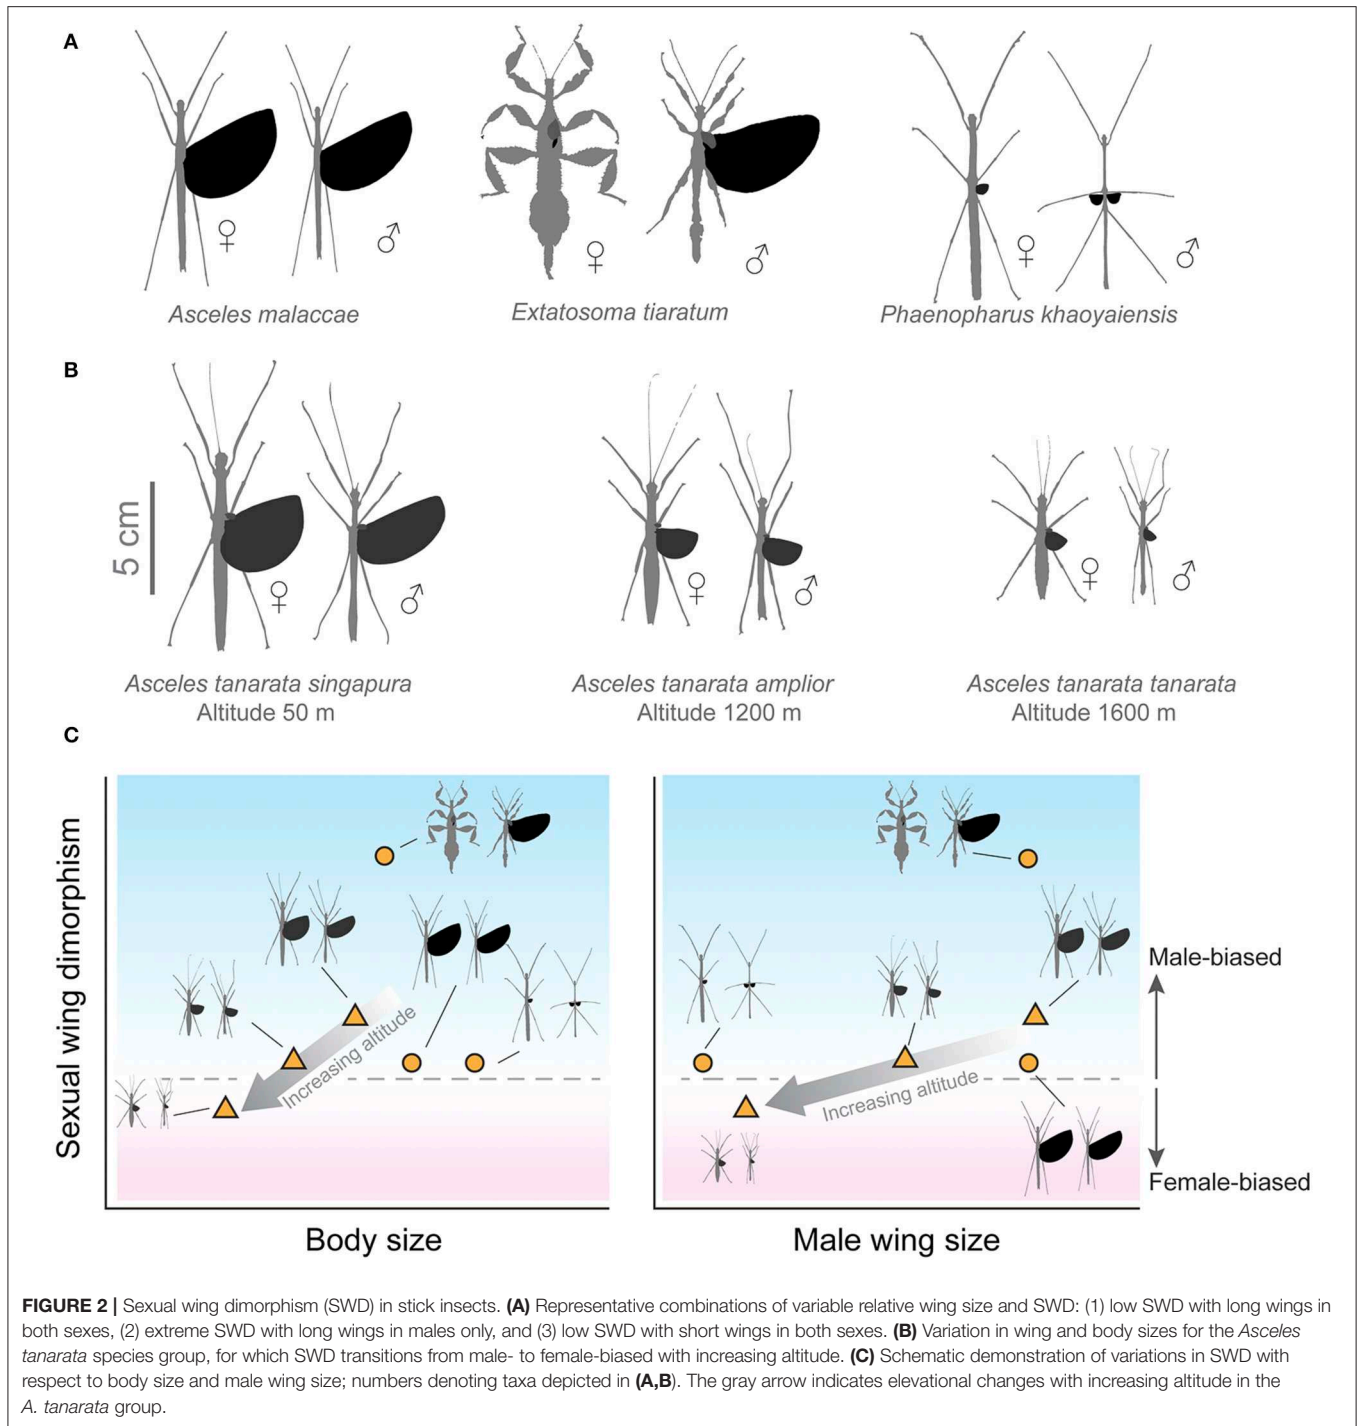 A
♀
♂
♀
♂
♀
♂
Asceles malaccae
Extatosoma tiaratum
Phaenopharus khaoyaiensis
B
5 cm
♀
♂
♀
♂
♀
♂
Asceles tanarata singapura
Altitude 50 m
Asceles tanarata amplior
Altitude 1200 m
Asceles tanarata tanarata
Altitude 1600 m
C
Sexual wing dimorphism
Increasing altitude
Body size
Increasing altitude
Male wing size
Male-biased
Female-biased
FIGURE 2 | Sexual wing dimorphism (SWD) in stick insects. (A) Representative combinations of variable relative wing size and SWD: (1) low SWD with long wings in
both sexes, (2) extreme SWD with long wings in males only, and (3) low SWD with short wings in both sexes. (B) Variation in wing and body sizes for the Asceles
tanarata species group, for which SWD transitions from male- to female-biased with increasing altitude. (C) Schematic demonstration of variations in SWD with
respect to body size and male wing size; numbers denoting taxa depicted in (A,B). The gray arrow indicates elevational changes with increasing altitude in the
A. tanarata group.